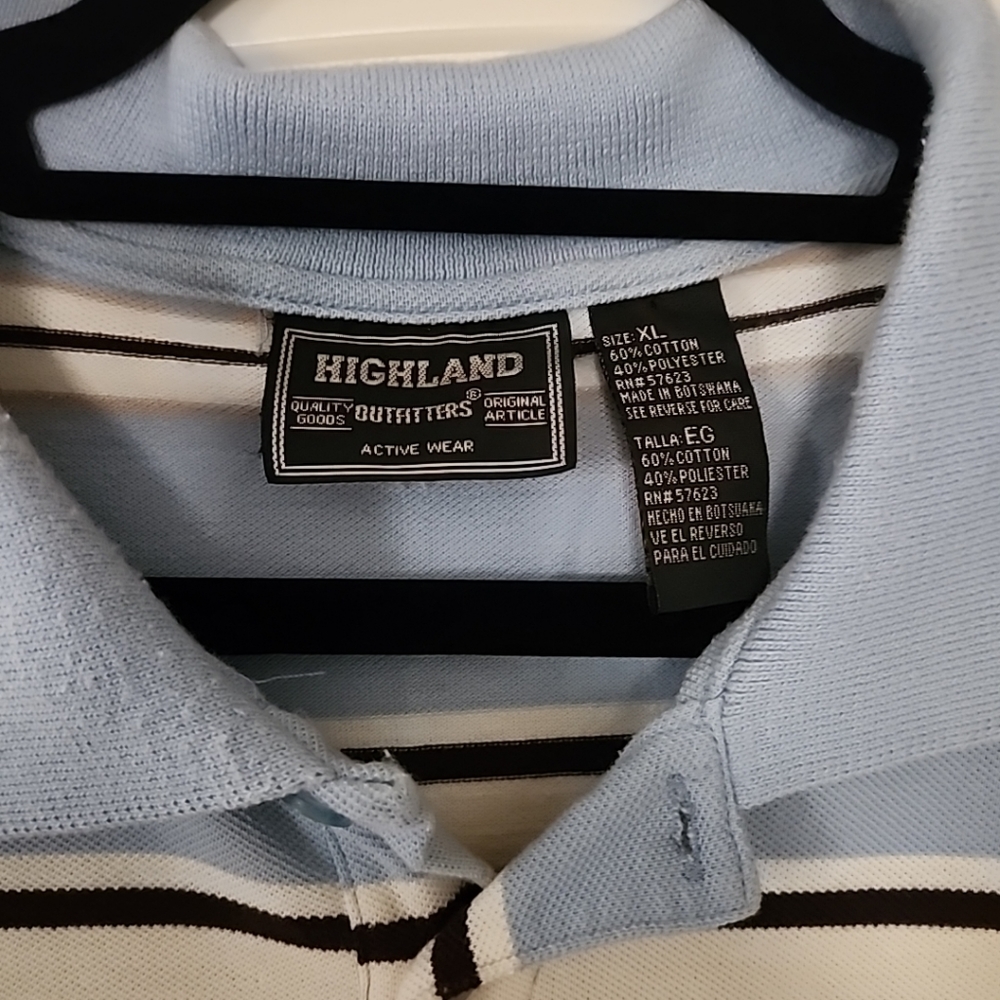 HIGHLAND
QUALITY GOODS
OUTFITTERS®
ORIGINAL ARTICLE
ACTIVE WEAR
SIZE: XL
60% COTTON
40% POLYESTER
RN# 57623
MADE IN BOTSWANA
SEE REVERSE FOR CARE
TALLA: EG
60% COTTON
40% POLIESTER
RN# 57623
HECHO EN BOTSUANA
VE EL REVERSO
PARA EL CUIDADO